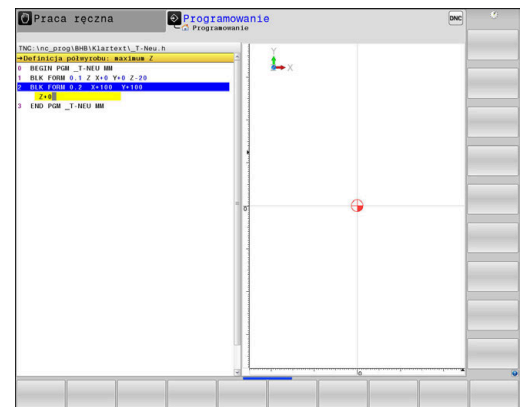 Praca ręczna
Programowanie
Programowanie
DNC
TNC:\nc_prog\BHB\Klartext\_T-Neu.h
→Definicja półwyrobu: maximum Z
0 BEGIN PGM _T-NEU MM
1 BLK FORM 0.1 Z X+0 Y+0 Z-20
2 BLK FORM 0.2 X+100 Y+100
Z+0
3 END PGM _T-NEU MM
Y
X
0
0